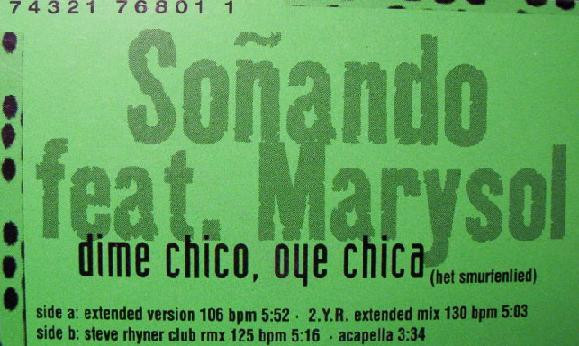 74321 76801 1
Soñando
feat. Marysol
dime chico, oye chica (het smurfenlied)
side a: extended version 106 bpm 5:52 · 2.Y.R. extended mix 130 bpm 5:03
side b: steve rhyner club rmx 125 bpm 5:16 · acapella 3:34